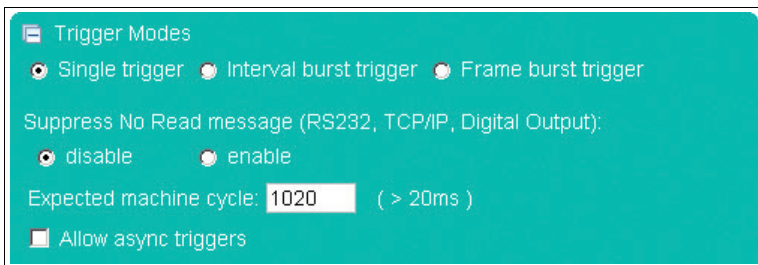 Trigger Modes
Single trigger Interval burst trigger Frame burst trigger
Suppress No Read message (RS232, TCP/IP, Digital Output):
disable enable
Expected machine cycle: 1020 ( > 20ms )
Allow async triggers